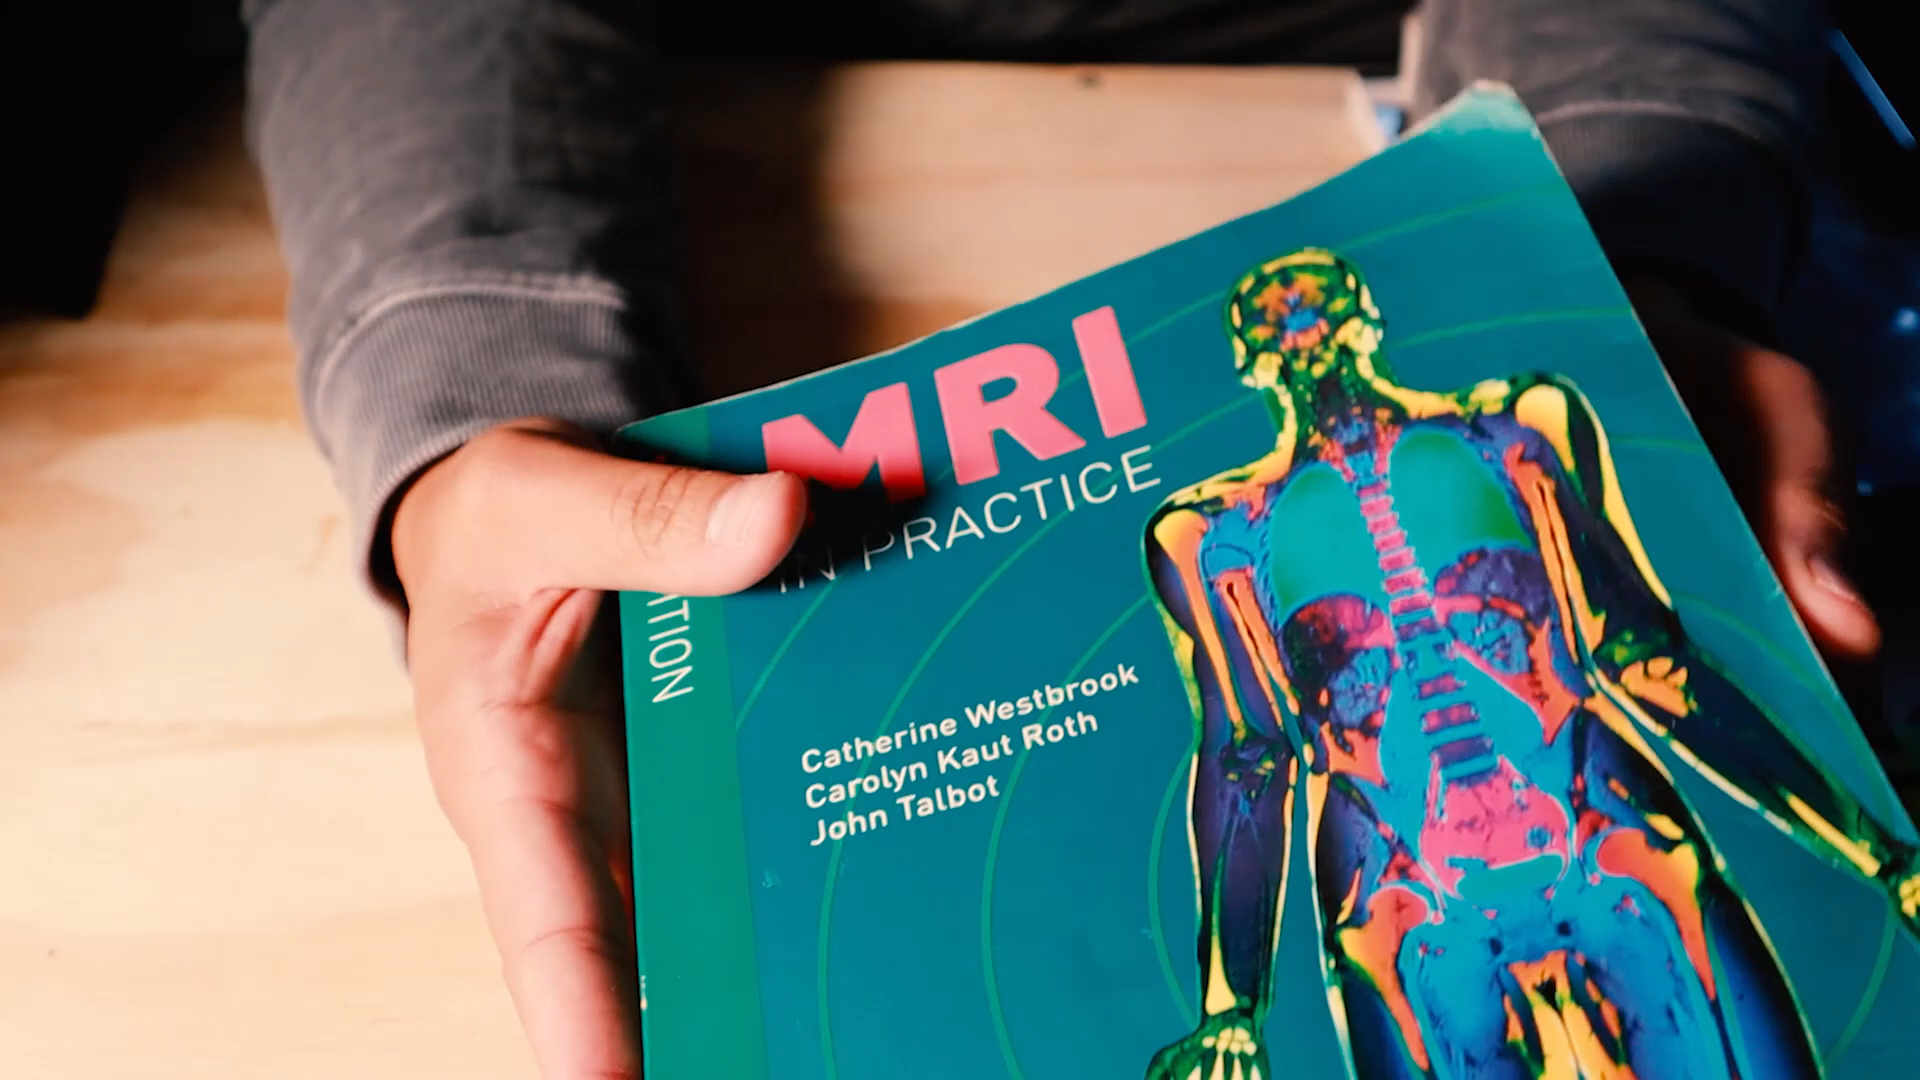 MRI
IN PRACTICE
Catherine Westbrook
Carolyn Kaut Roth
John Talbot